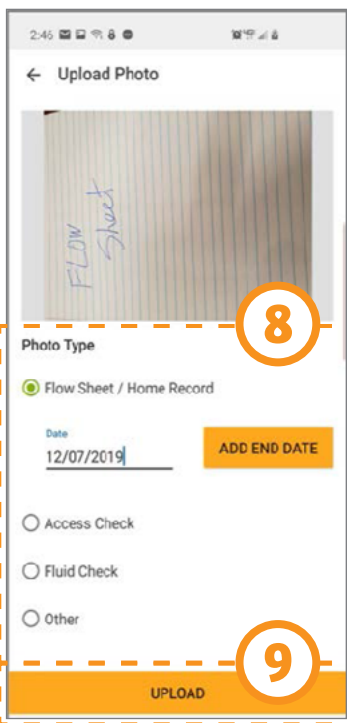 2:46
← Upload Photo
FLOW
Sheet
8
Photo Type
Flow Sheet / Home Record
Date
12/07/2019
ADD END DATE
Access Check
Fluid Check
Other
9
UPLOAD